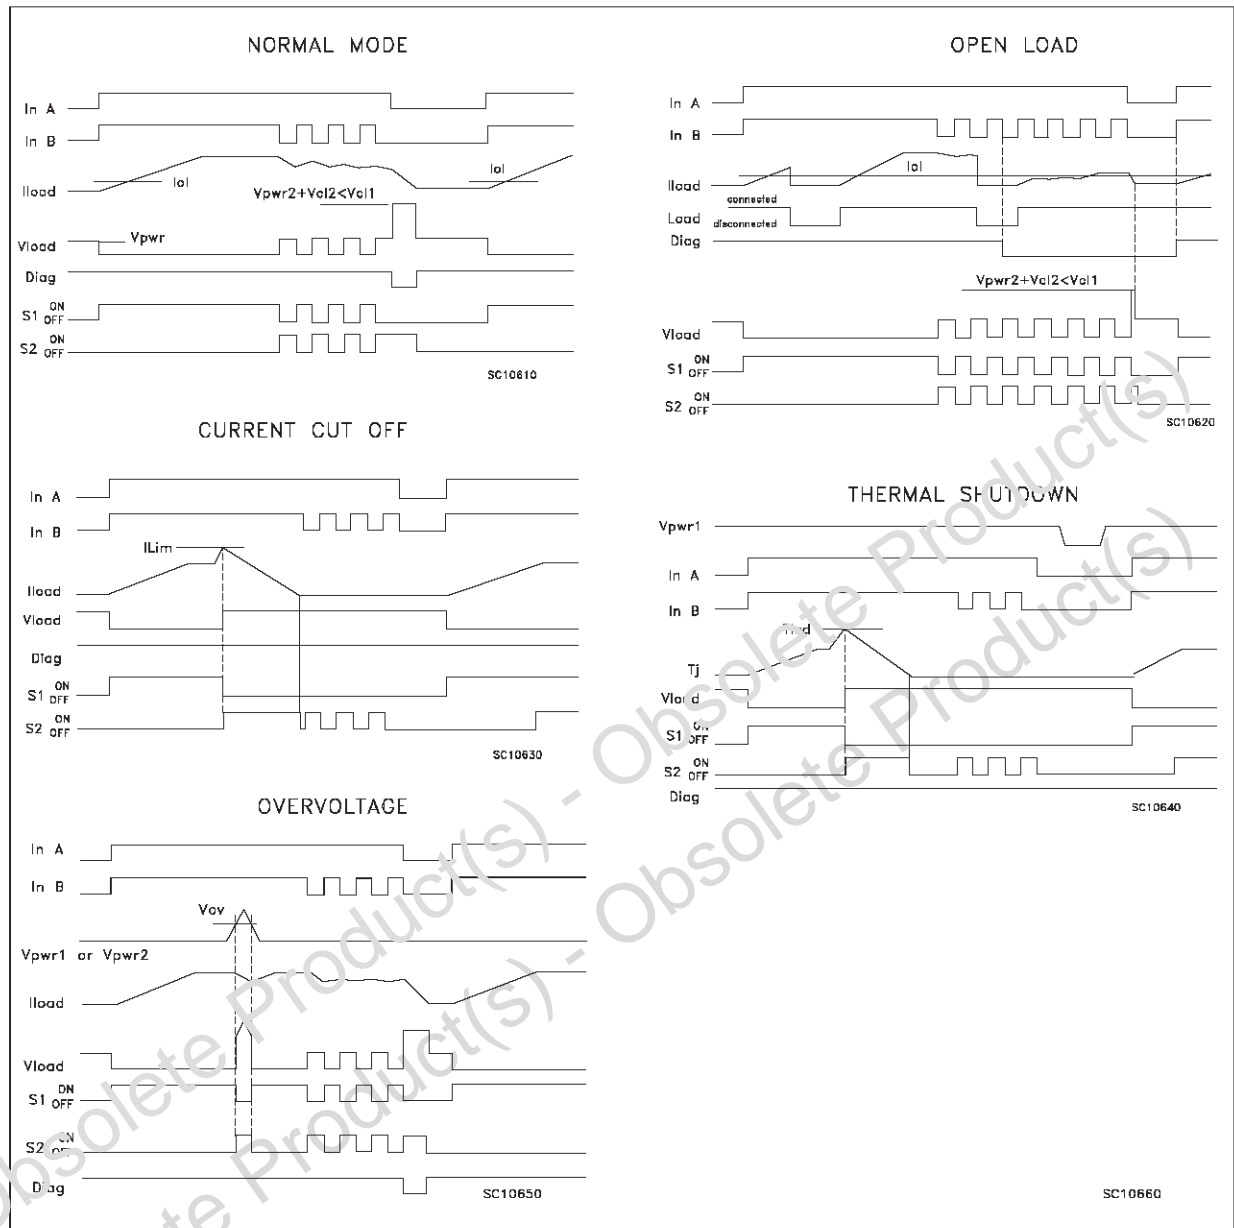 NORMAL MODE
In A
In B
Iol
Iol
Iload
Vpwr2+Vcl2<Vcl1
Vpwr
Vload
Diag
S1 ON OFF
S2 ON OFF
SC10610
OPEN LOAD
In A
In B
Iol
Iload
connected
Load
disconnected
Diag
Vpwr2+Vcl2<Vcl1
Vload
S1 ON OFF
S2 ON OFF
SC10620
CURRENT CUT OFF
In A
In B
ILim
Iload
Vload
Diag
S1 ON OFF
S2 ON OFF
SC10630
THERMAL SHUTDOWN
Vpwr1
In A
In B
Tj
Vload
S1 ON OFF
S2 ON OFF
Diag
SC10640
OVERVOLTAGE
In A
In B
Vov
Vpwr1 or Vpwr2
Iload
Vload
S1 ON OFF
S2 ON OFF
Diag
SC10650
SC10660
Obsolete Product(s) - Obsolete Product(s)
Obsolete Product(s) - Obsolete Product(s)